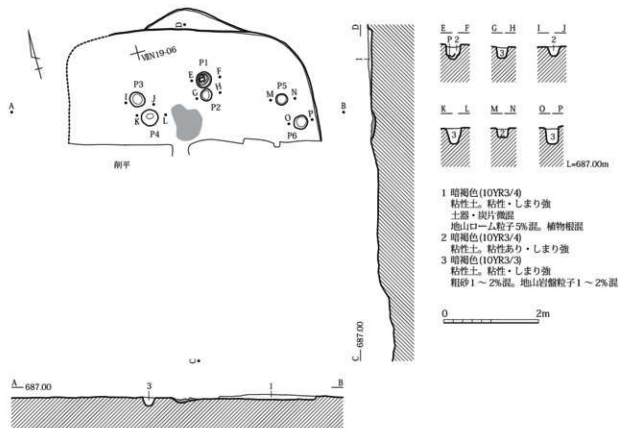 D
E F G H I J
P 2 3 2
1
VIIN19-06
P1
E F
P3 P5
G H
I J M N
A B
P2
K L O P
P4 P6
K L M N O P
3 2 3
L=687.00m
削平
1 暗褐色(10YR3/4)
粘性土。粘性・しまり強
土器・炭片微混
地山ローム粒子5%混。植物根混
2 暗褐色(10YR3/4)
粘性土。粘性あり・しまり強
3 暗褐色(10YR3/3)
粘性土。粘性・しまり強
粗砂1～2%混。地山岩盤粒子1～2%混
0 2m
C
C 687.00
A 687.00 3 1 B